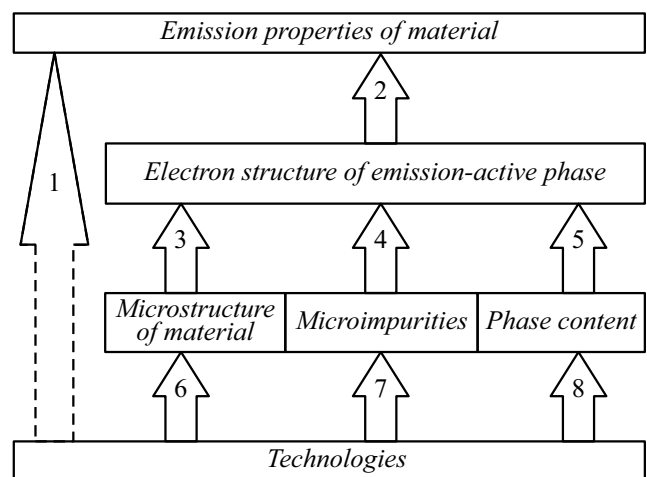 Emission properties of material
2
1
Electron structure of emission-active phase
3 4 5
Microstructure
of material
Microimpurities
Phase content
6 7 8
Technologies